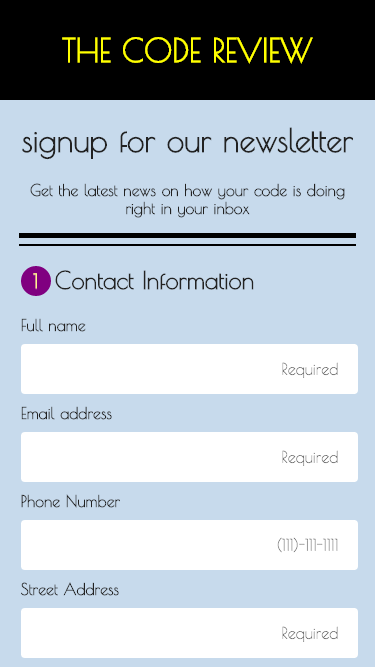 THE CODE REVIEW
signup for our newsletter
Get the latest news on how your code is doing
right in your inbox
1 Contact Information
Full name
Required
Email address
Required
Phone Number
(111)-111-1111
Street Address
Required